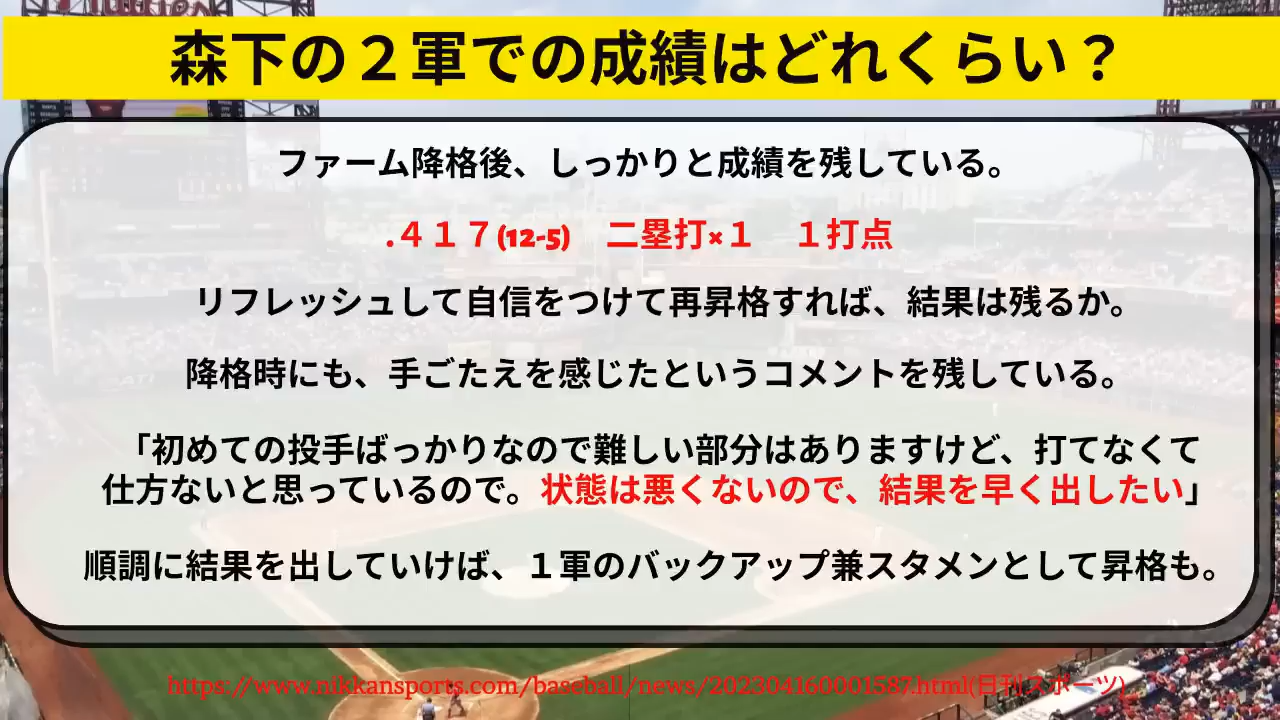 森下の２軍での成績はどれくらい？
ファーム降格後、しっかりと成績を残している。
.４１７(12-5)　二塁打×１　１打点
リフレッシュして自信をつけて再昇格すれば、結果は残るか。
降格時にも、手ごたえを感じたというコメントを残している。
「初めての投手ばっかりなので難しい部分はありますけど、打てなくて
仕方ないと思っているので。状態は悪くないので、結果を早く出したい」
順調に結果を出していけば、１軍のバックアップ兼スタメンとして昇格も。
https://www.nikkansports.com/baseball/news/202304160001587.html(日刊スポーツ)